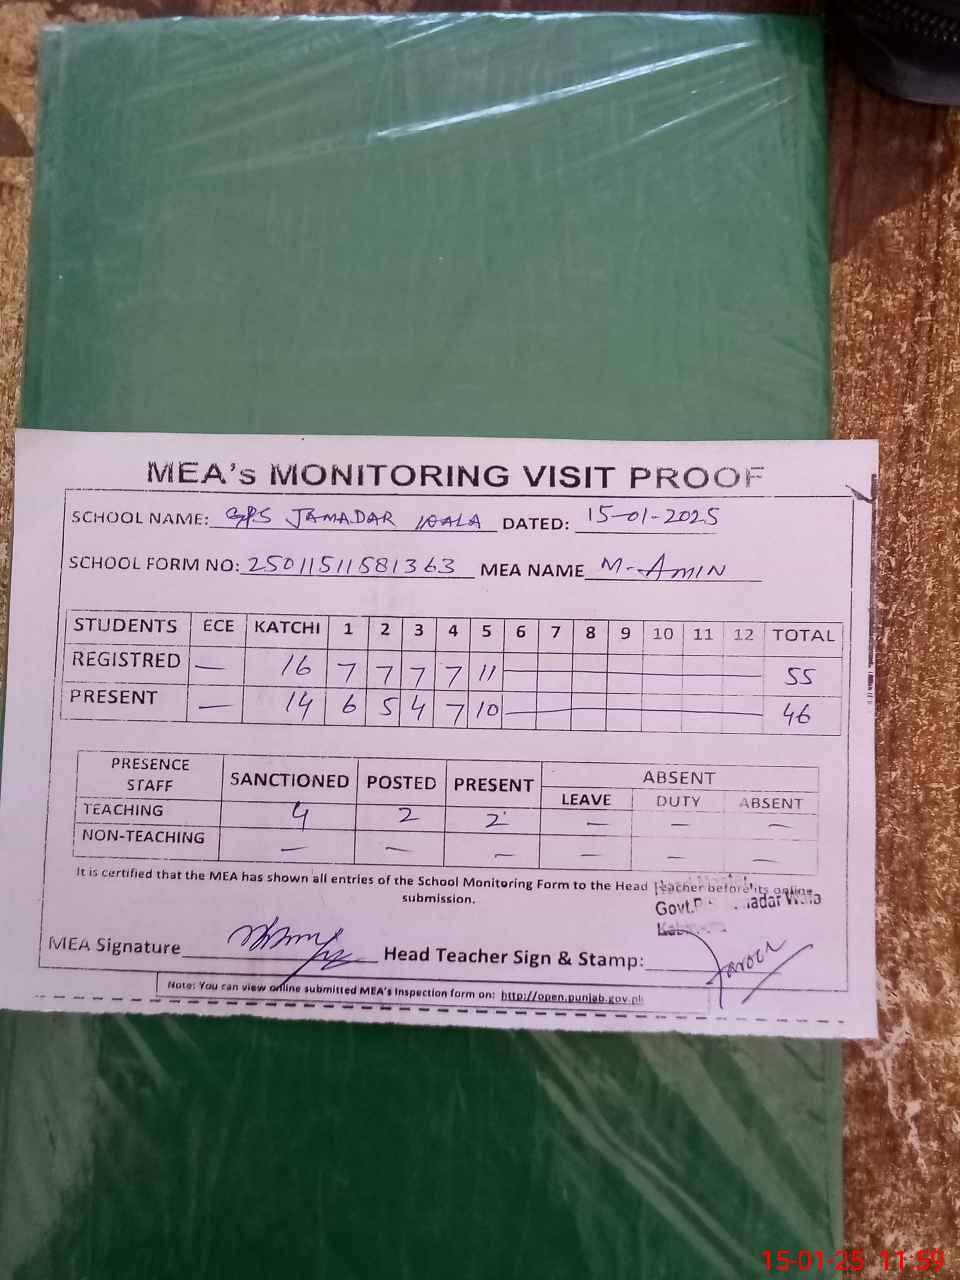 MEA's MONITORING VISIT PROOF
SCHOOL NAME: GPS JAMADAR WALA DATED: 15-01-2025
SCHOOL FORM NO: 25011511581363 MEA NAME M-AMIN
STUDENTS ECE KATCHI 1 2 3 4 5 6 7 8 9 10 11 12 TOTAL
REGISTRED — 16 7 7 7 7 11 — 55
PRESENT — 14 6 5 4 7 10 — 46
PRESENCE STAFF SANCTIONED POSTED PRESENT ABSENT
LEAVE DUTY ABSENT
TEACHING 4 2 2 — — —
NON-TEACHING — — — — — —
It is certified that the MEA has shown all entries of the School Monitoring Form to the Head Teacher before its online
submission.
Govt.P
MEA Signature Head Teacher Sign & Stamp:
Note: You can view online submitted MEA's Inspection form on: http://open.punjab.gov.pk
15-01-25 11:59